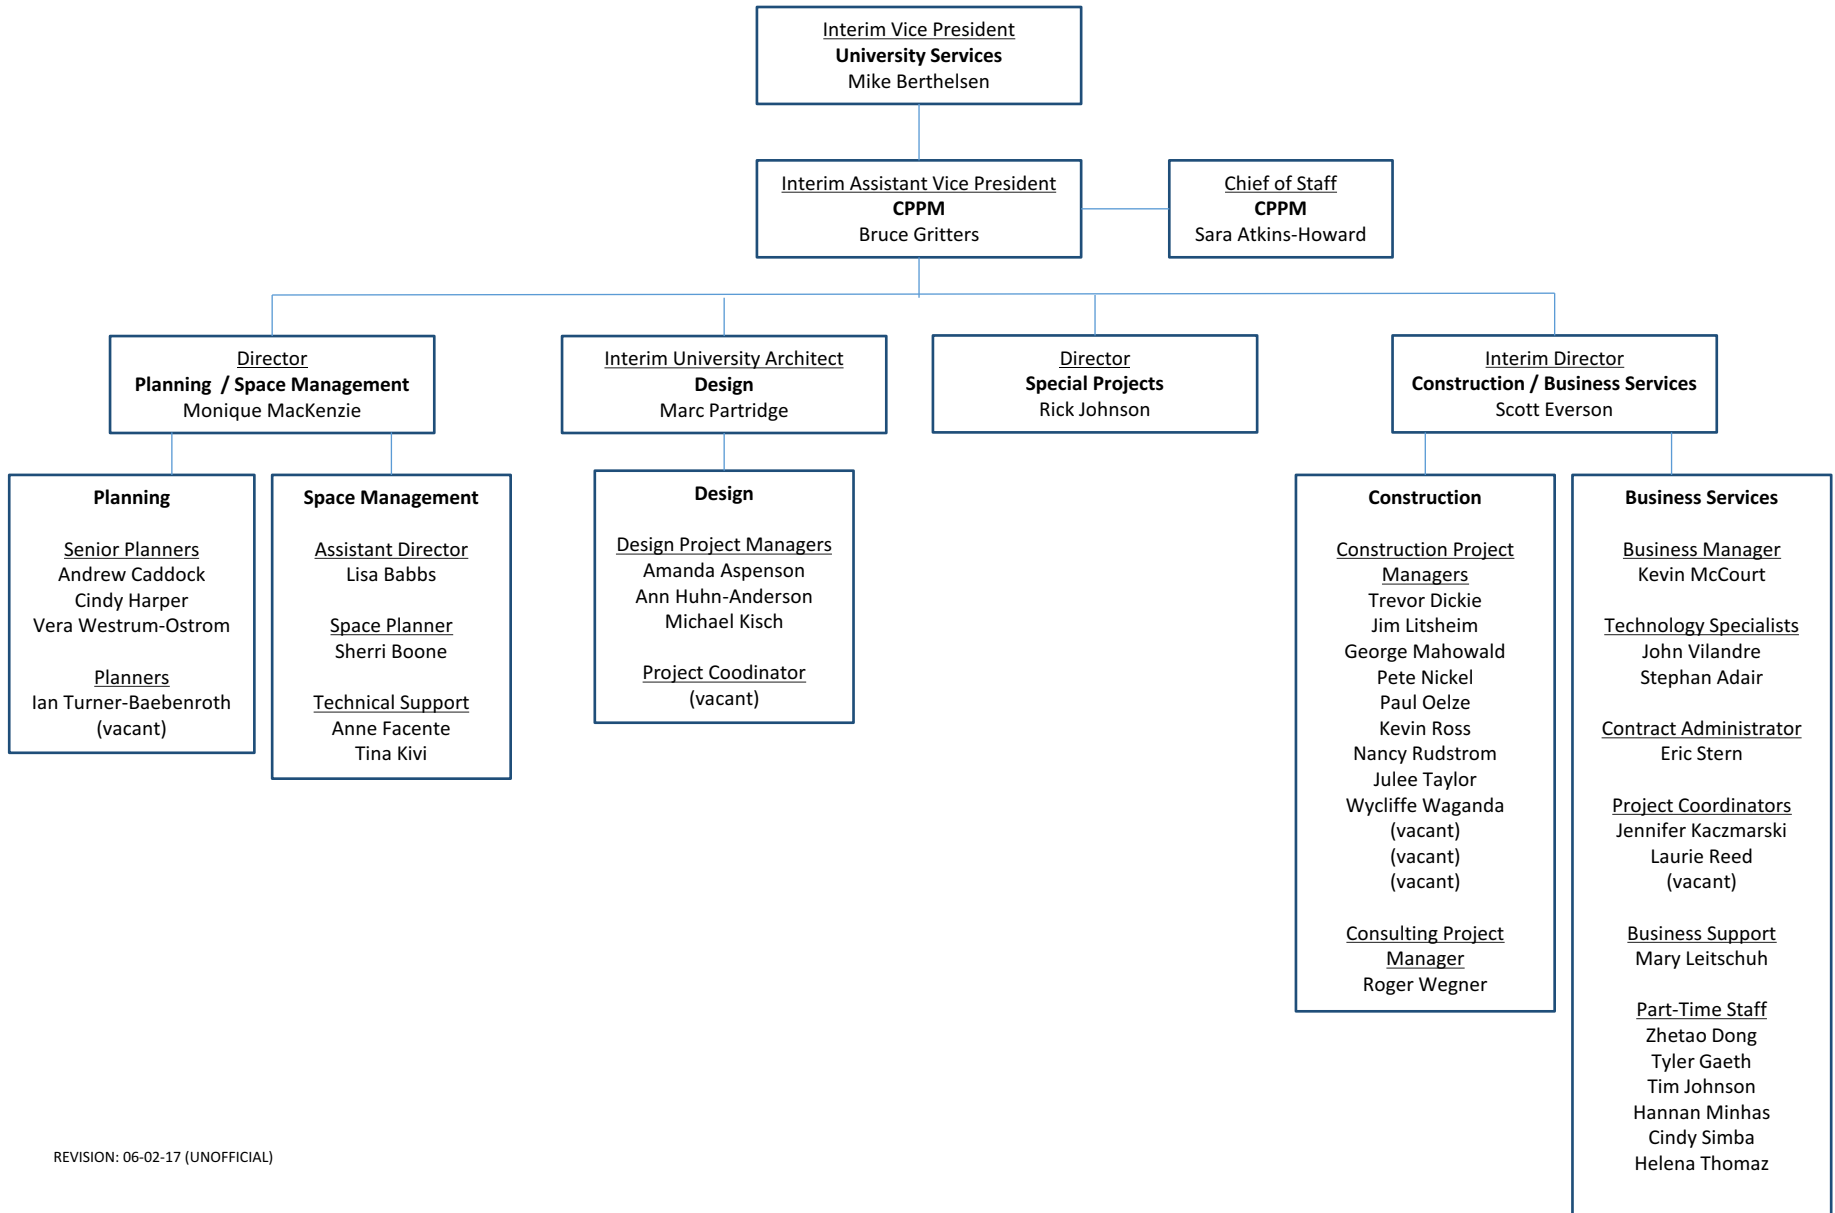 Interim Vice President
University Services
Mike Berthelsen
Interim Assistant Vice President
CPPM
Bruce Gritters
Chief of Staff
CPPM
Sara Atkins-Howard
Director
Planning / Space Management
Monique MacKenzie
Interim University Architect
Design
Marc Partridge
Director
Special Projects
Rick Johnson
Interim Director
Construction / Business Services
Scott Everson
Planning
Senior Planners
Andrew Caddock
Cindy Harper
Vera Westrum-Ostrom
Planners
Ian Turner-Baebenroth
(vacant)
Space Management
Assistant Director
Lisa Babbs
Space Planner
Sherri Boone
Technical Support
Anne Facente
Tina Kivi
Design
Design Project Managers
Amanda Aspenson
Ann Huhn-Anderson
Michael Kisch
Project Coodinator
(vacant)
Construction
Construction Project
Managers
Trevor Dickie
Jim Litsheim
George Mahowald
Pete Nickel
Paul Oelze
Kevin Ross
Nancy Rudstrom
Julee Taylor
Wycliffe Waganda
(vacant)
(vacant)
(vacant)
Consulting Project
Manager
Roger Wegner
Business Services
Business Manager
Kevin McCourt
Technology Specialists
John Vilandre
Stephan Adair
Contract Administrator
Eric Stern
Project Coordinators
Jennifer Kaczmarski
Laurie Reed
(vacant)
Business Support
Mary Leitschuh
Part-Time Staff
Zhetao Dong
Tyler Gaeth
Tim Johnson
Hannan Minhas
Cindy Simba
Helena Thomaz
REVISION: 06-02-17 (UNOFFICIAL)